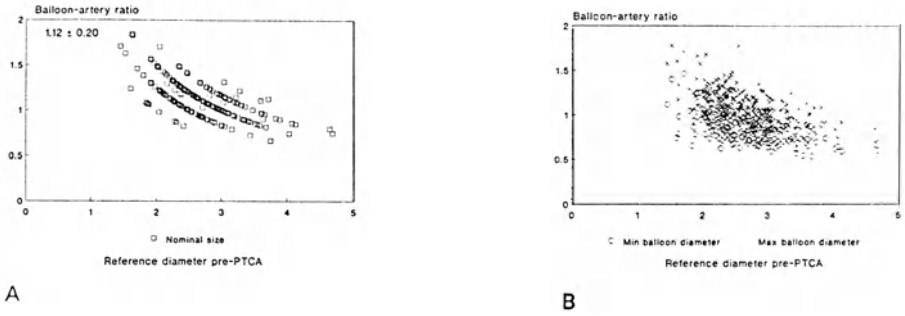 Balloon-artery ratio
2
1.12 ± 0.20
1.5
1
0.5
0
0 1 2 3 4 5
□ Nominal size
Reference diameter pre-PTCA
A
Balloon-artery ratio
2
1.5
1
0.5
0
0 1 2 3 4 5
Min balloon diameter Max balloon diameter
Reference diameter pre-PTCA
B